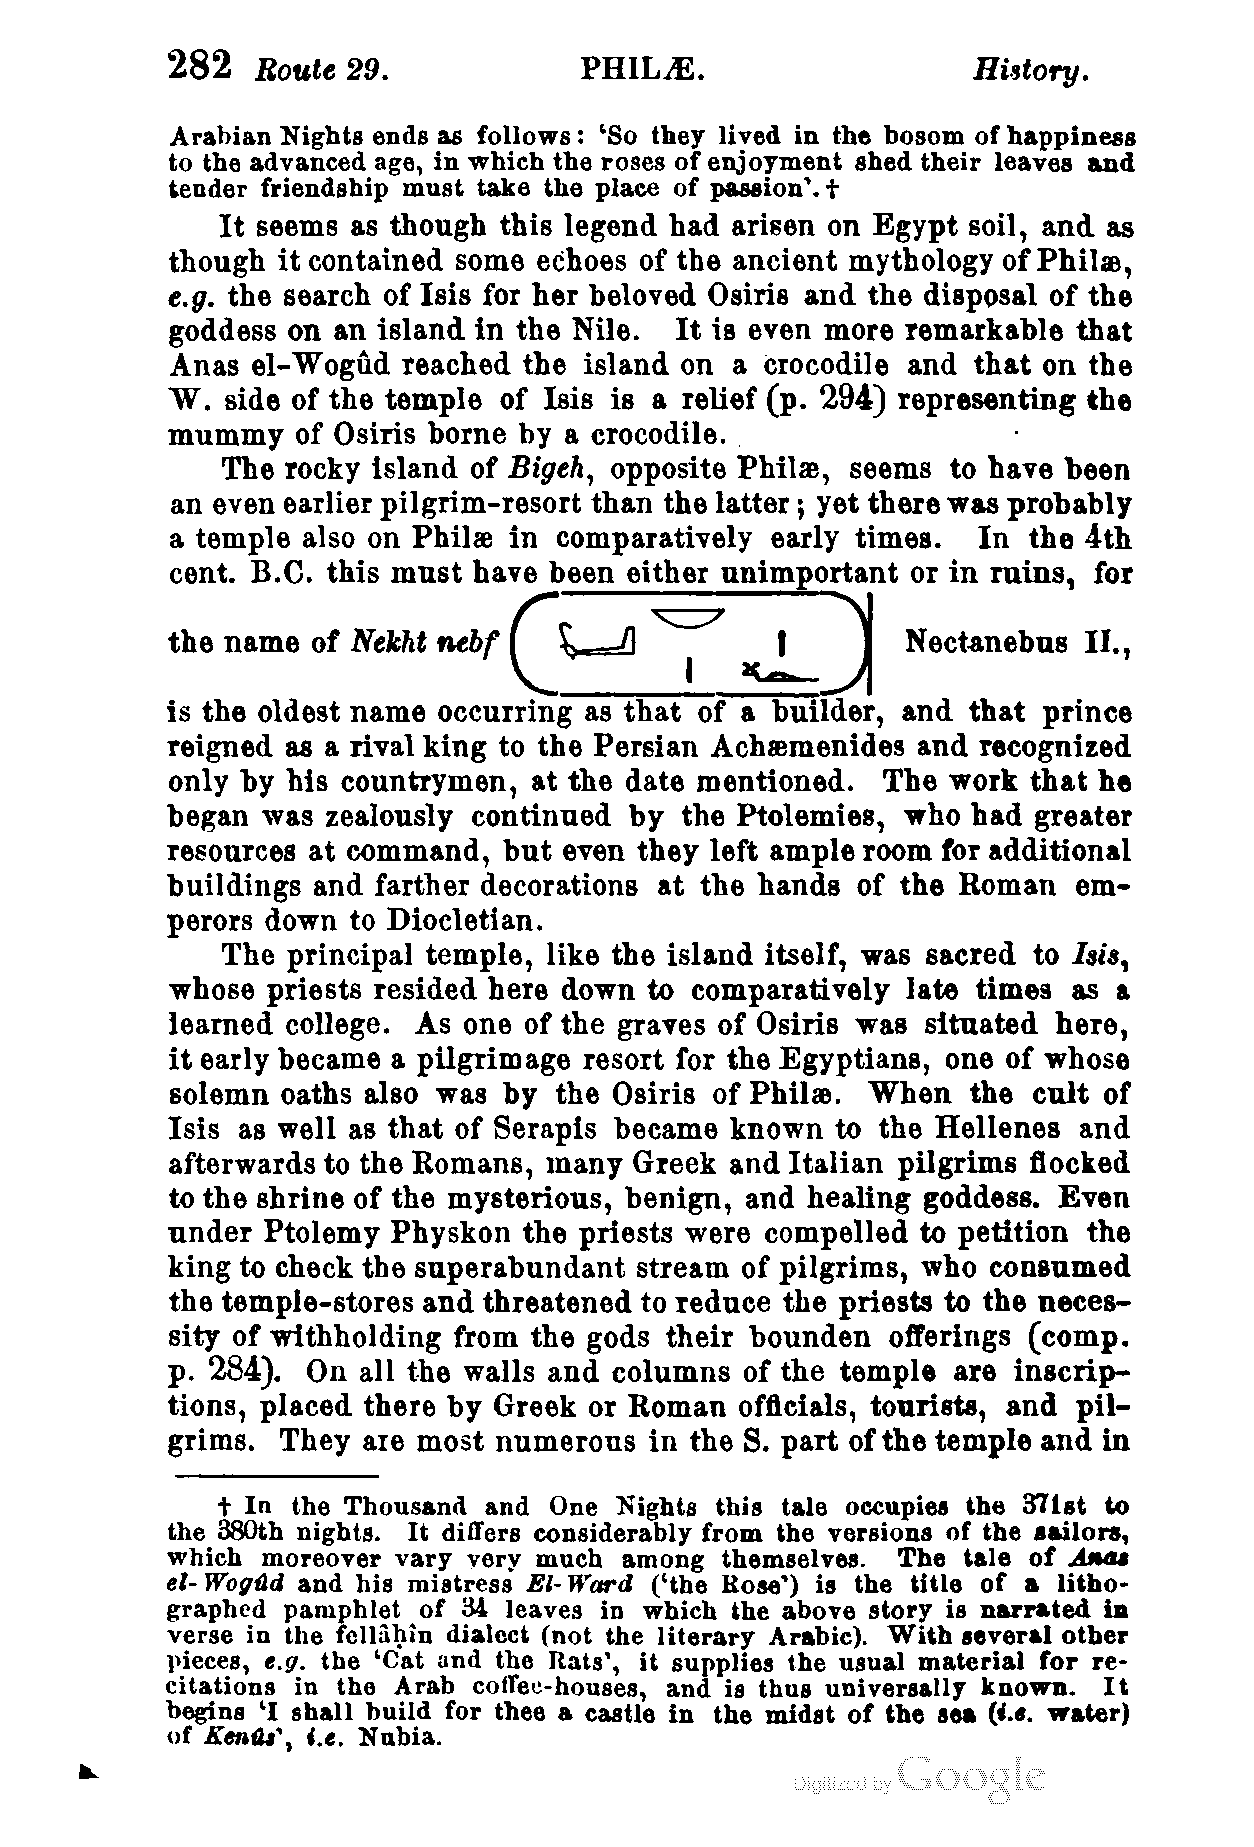 282 Route 29. PHILÆ. History.
Arabian Nights ends as follows: 'So they lived in the bosom of happiness
to the advanced age, in which the roses of enjoyment shed their leaves and
tender friendship must take the place of passion'.†
It seems as though this legend had arisen on Egypt soil, and as
though it contained some echoes of the ancient mythology of Philæ,
e.g. the search of Isis for her beloved Osiris and the disposal of the
goddess on an island in the Nile. It is even more remarkable that
Anas el-Wogûd reached the island on a crocodile and that on the
W. side of the temple of Isis is a relief (p. 294) representing the
mummy of Osiris borne by a crocodile.
The rocky island of Bigeh, opposite Philæ, seems to have been
an even earlier pilgrim-resort than the latter; yet there was probably
a temple also on Philæ in comparatively early times. In the 4th
cent. B.C. this must have been either unimportant or in ruins, for
the name of Nekht nebf Nectanebus II.,
is the oldest name occurring as that of a builder, and that prince
reigned as a rival king to the Persian Achæmenides and recognized
only by his countrymen, at the date mentioned. The work that he
began was zealously continued by the Ptolemies, who had greater
resources at command, but even they left ample room for additional
buildings and farther decorations at the hands of the Roman em-
perors down to Diocletian.
The principal temple, like the island itself, was sacred to Isis,
whose priests resided here down to comparatively late times as a
learned college. As one of the graves of Osiris was situated here,
it early became a pilgrimage resort for the Egyptians, one of whose
solemn oaths also was by the Osiris of Philæ. When the cult of
Isis as well as that of Serapis became known to the Hellenes and
afterwards to the Romans, many Greek and Italian pilgrims flocked
to the shrine of the mysterious, benign, and healing goddess. Even
under Ptolemy Physkon the priests were compelled to petition the
king to check the superabundant stream of pilgrims, who consumed
the temple-stores and threatened to reduce the priests to the neces-
sity of withholding from the gods their bounden offerings (comp.
p. 284). On all the walls and columns of the temple are inscrip-
tions, placed there by Greek or Roman officials, tourists, and pil-
grims. They are most numerous in the S. part of the temple and in
† In the Thousand and One Nights this tale occupies the 371st to
the 380th nights. It differs considerably from the versions of the sailors,
which moreover vary very much among themselves. The tale of Anas
el-Wogûd and his mistress El-Ward ('the Rose') is the title of a litho-
graphed pamphlet of 34 leaves in which the above story is narrated in
verse in the fellâḥîn dialect (not the literary Arabic). With several other
pieces, e.g. the 'Cat and the Rats', it supplies the usual material for re-
citations in the Arab coffee-houses, and is thus universally known. It
begins 'I shall build for thee a castle in the midst of the sea (i.e. water)
of Kenûs', i.e. Nubia.
Digitized by Google